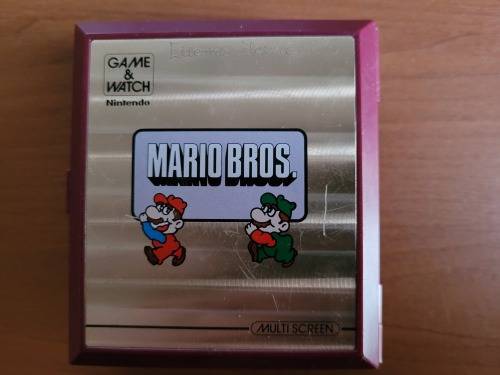 GAME
&
WATCH
Nintendo
MARIO BROS.
MULTI SCREEN